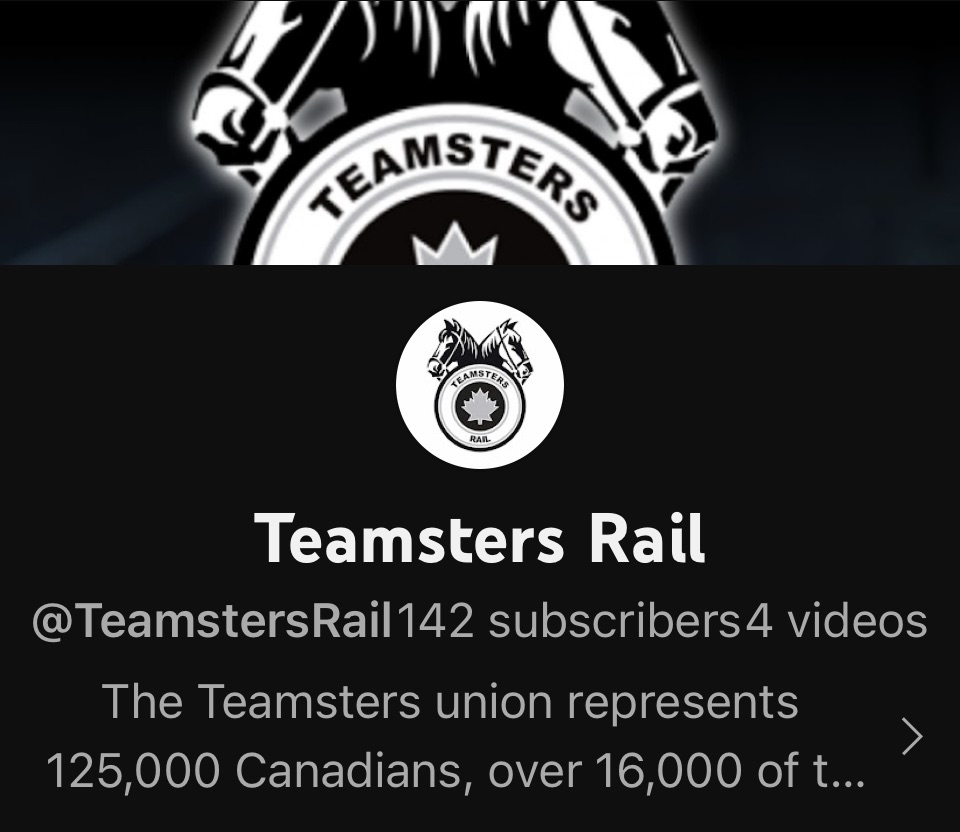 TEAMSTERS
TEAMSTERS
RAIL
Teamsters Rail
@TeamstersRail 142 subscribers 4 videos
The Teamsters union represents
125,000 Canadians, over 16,000 of t...